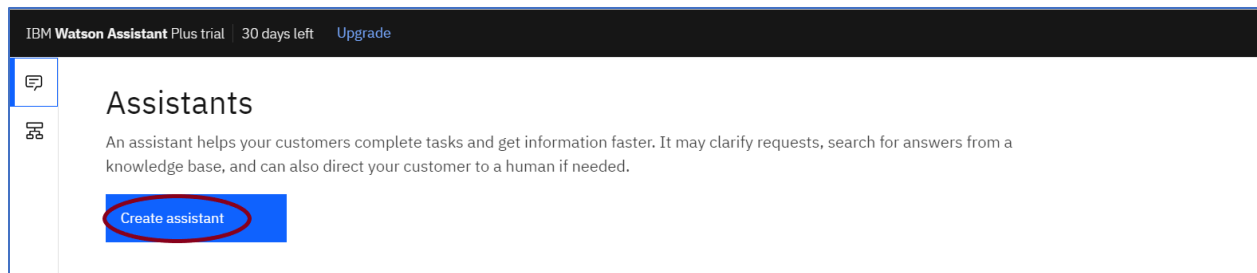 IBM Watson Assistant Plus trial 30 days left Upgrade
Assistants
An assistant helps your customers complete tasks and get information faster. It may clarify requests, search for answers from a
knowledge base, and can also direct your customer to a human if needed.
Create assistant